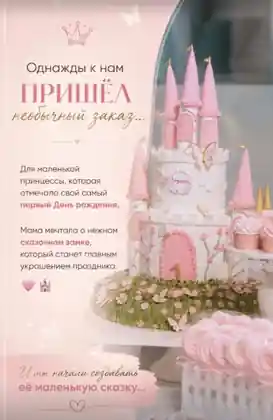 Однажды к нам
ПРИШЁЛ
необычный заказ...
Для маленькой
принцессы, которая
отмечала свой самый
первый День рождения.
Мама мечтала о нежном
сказочном замке,
который станет главным
украшением праздника.
И мы начали создавать
её маленькую сказку...